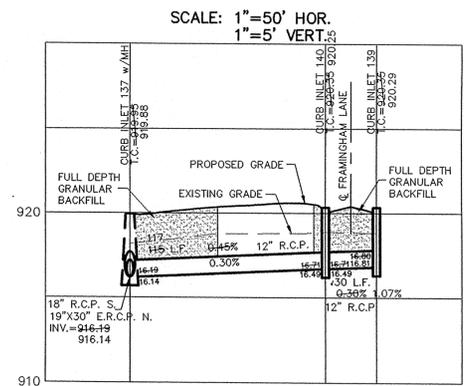 SCALE: 1"=50' HOR.
1"=5' VERT.
CURB INLET 137 w/MH
T.C.=919.95
919.88
CURB INLET 140
T.C.=920.35 920.25
℄ FRAMINGHAM LANE
CURB INLET 139
T.C.=920.35
920.29
FULL DEPTH
GRANULAR
BACKFILL
PROPOSED GRADE
EXISTING GRADE
FULL DEPTH
GRANULAR
BACKFILL
920
117
115 L.F. 0.45% 12" R.C.P.
0.30%
16.19
16.14
16.71
16.49
16.71
16.49
16.80
16.81
30 L.F.
0.30% 1.07%
12" R.C.P
18" R.C.P. S.
19"X30" E.R.C.P. N.
INV.=916.19
916.14
910